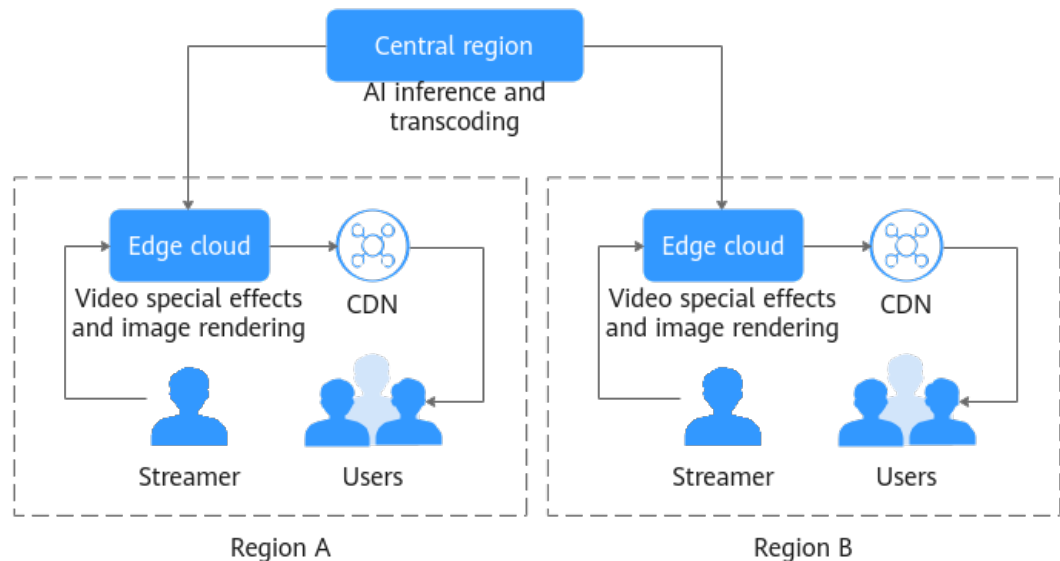 Central region
AI inference and
transcoding
Edge cloud
Video special effects
and image rendering
CDN
Streamer
Users
Region A
Edge cloud
Video special effects
and image rendering
CDN
Streamer
Users
Region B